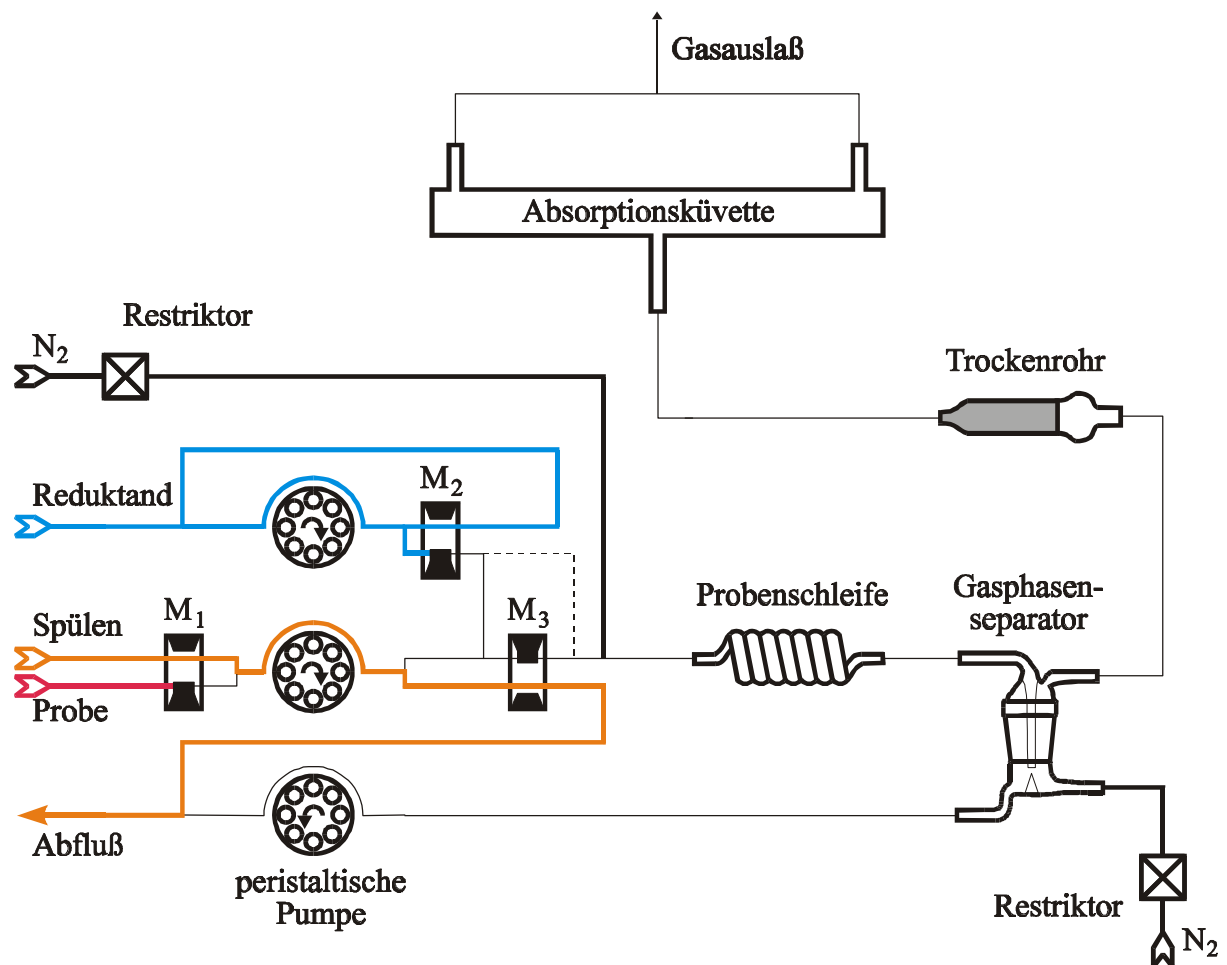 Gasauslaß
Absorptionsküvette
Restriktor
N2
Trockenrohr
Reduktand
M2
Probenschleife
Gasphasen-
separator
M1
M3
Spülen
Probe
Abfluß
peristaltische
Pumpe
Restriktor
N2